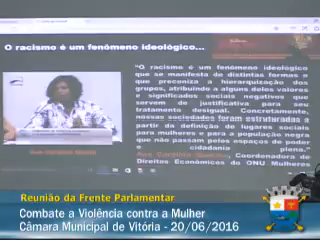 O racismo é um fenômeno ideológico...
"O racismo é um fenômeno ideológico
que se manifesta de distintas formas e
que preconiza a hierarquização dos
grupos, atribuindo a alguns deles valores
e significados sociais negativos que
servem de justificativa para seu
tratamento desigual. Concretamente,
nossas sociedades foram estruturadas a
partir da definição de lugares sociais
para mulheres e para a população negra
que não passam pelos espaços de poder
e cidadania plena."
Coordenadora de
Direitos Econômicos da ONU Mulheres
Reunião da Frente Parlamentar
Combate a Violência contra a Mulher
Câmara Municipal de Vitória - 20/06/2016